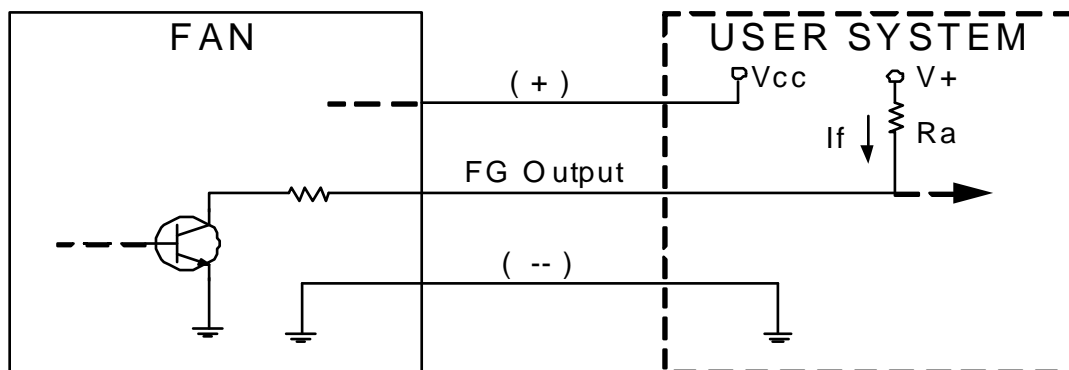 FAN
USER SYSTEM
(+)
Vcc
V+
If
Ra
FG Output
(--)